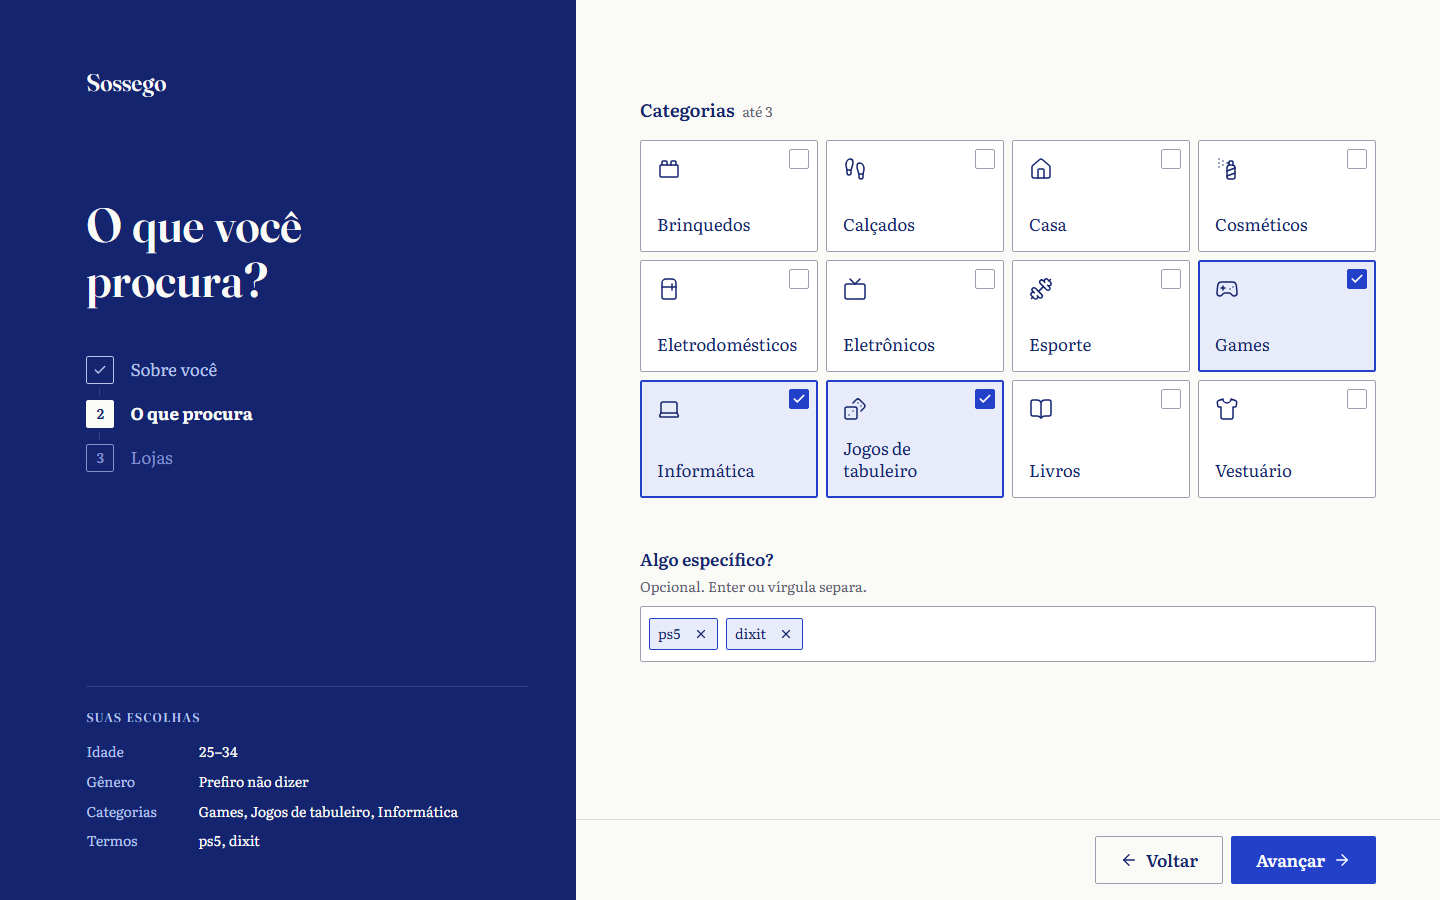 Sossego
O que você
procura?
Sobre você
2 O que procura
3 Lojas
SUAS ESCOLHAS
Idade 25–34
Gênero Prefiro não dizer
Categorias Games, Jogos de tabuleiro, Informática
Termos ps5, dixit
Categorias até 3
Brinquedos
Calçados
Casa
Cosméticos
Eletrodomésticos
Eletrônicos
Esporte
Games
Informática
Jogos de
tabuleiro
Livros
Vestuário
Algo específico?
Opcional. Enter ou vírgula separa.
ps5
dixit
Voltar
Avançar